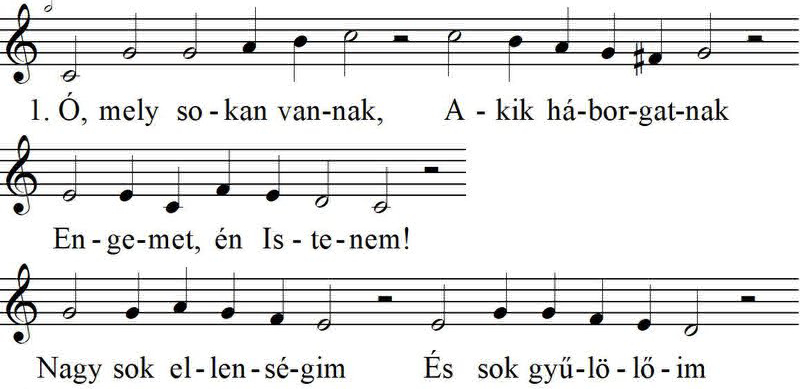 1. Ó, mely so - kan van-nak, A - kik há-bor-gat-nak
En - ge-met, én Is - te-nem!
Nagy sok el-len-sé-gim És sok gyű-lö-lő-im